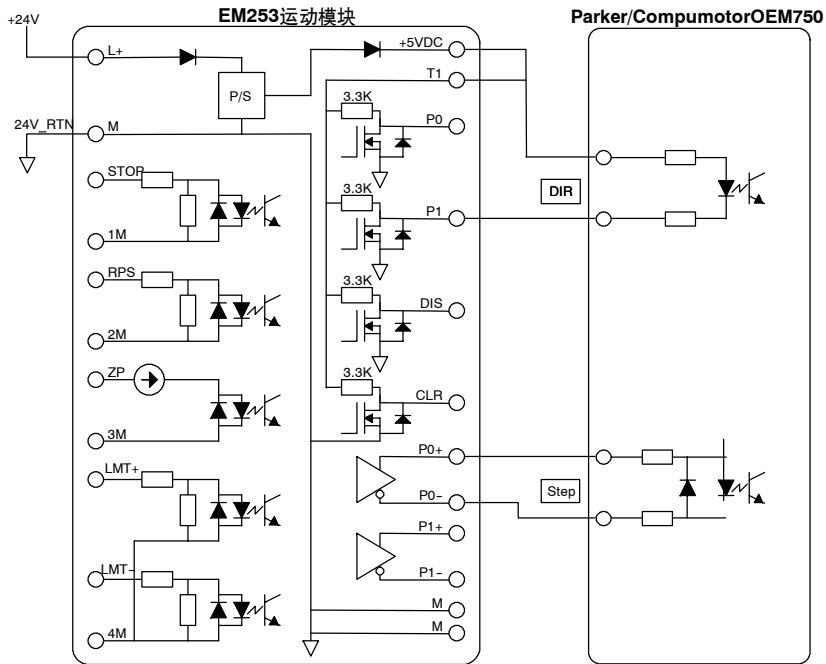 EM253运动模块
Parker/CompumotorOEM750
+24V
L+
+5VDC
T1
P/S
3.3K
P0
24V_RTN
M
STOP
1M
3.3K
P1
DIR
RPS
2M
3.3K
DIS
ZP
3M
3.3K
CLR
LMT+
P0+
P0-
Step
P1+
LMT-
P1-
4M
M
M